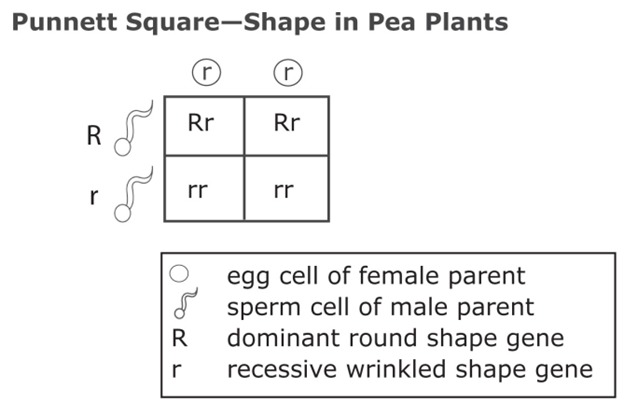 Punnett Square—Shape in Pea Plants
r r
R Rr Rr
r rr rr
egg cell of female parent
sperm cell of male parent
R dominant round shape gene
r recessive wrinkled shape gene